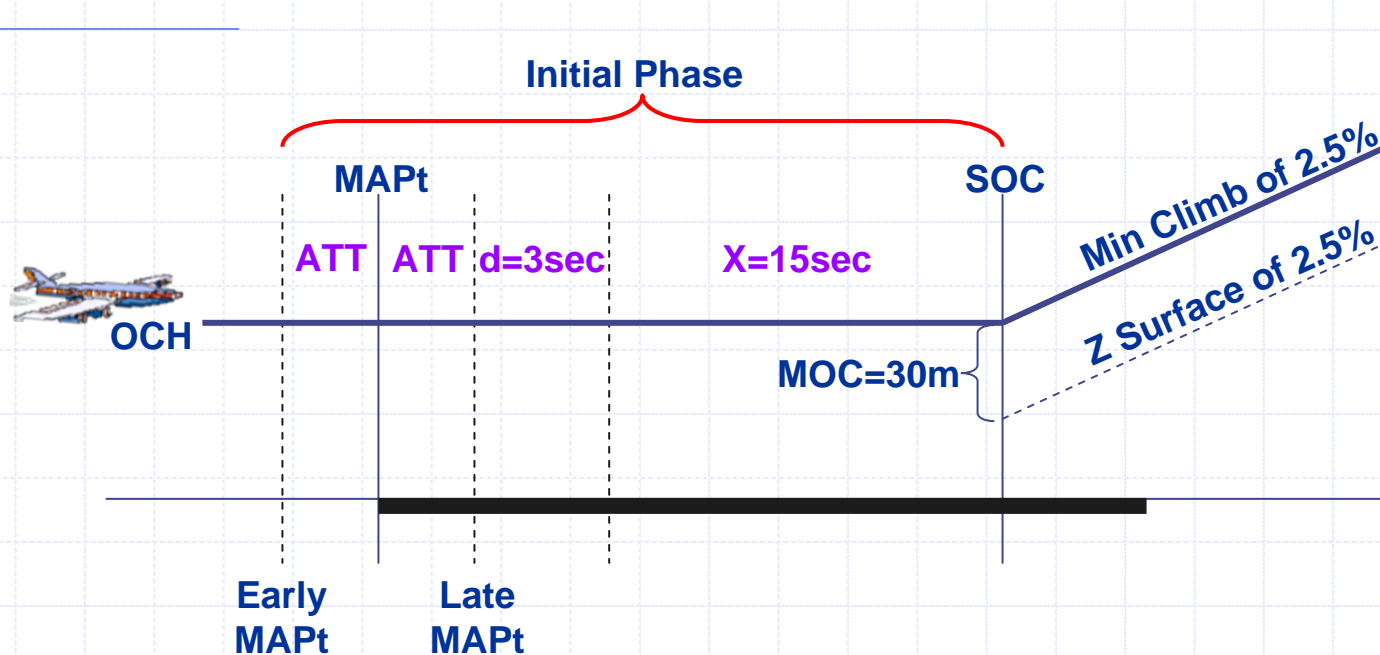 Initial Phase
MAPt
SOC
Min Climb of 2.5%
ATT
ATT
d=3sec
X=15sec
Z Surface of 2.5%
OCH
MOC=30m
Early
MAPt
Late
MAPt